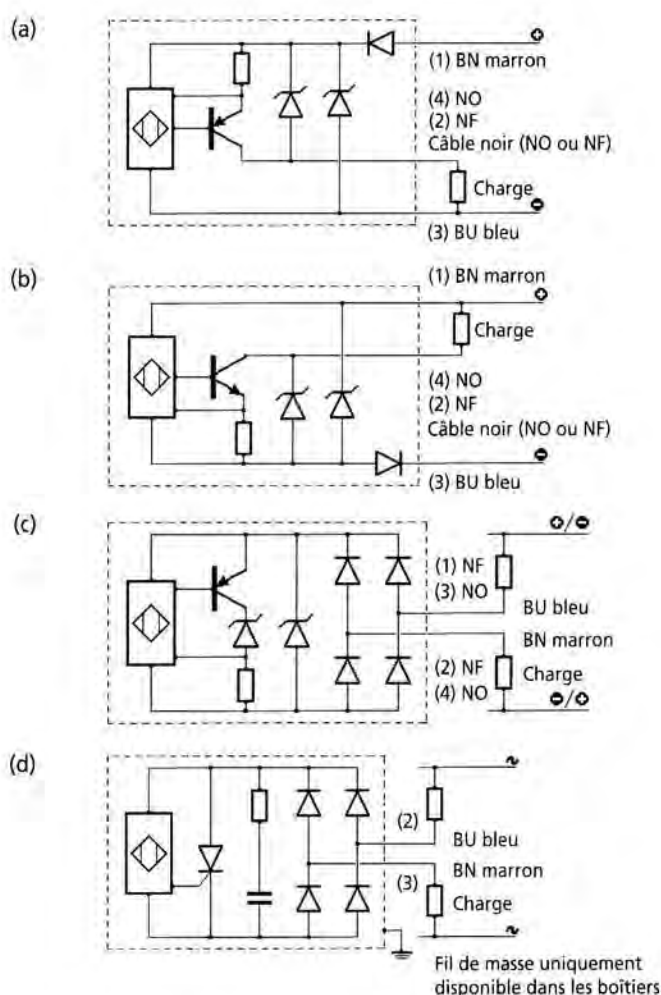 (a)
(1) BN marron
(4) NO
(2) NF
Câble noir (NO ou NF)
Charge
(3) BU bleu
(b)
(1) BN marron
Charge
(4) NO
(2) NF
Câble noir (NO ou NF)
(3) BU bleu
(c)
(1) NF
(3) NO
BU bleu
BN marron
(2) NF
(4) NO
Charge
(d)
(2)
BU bleu
BN marron
(3)
Charge
Fil de masse uniquement
disponible dans les boîtiers